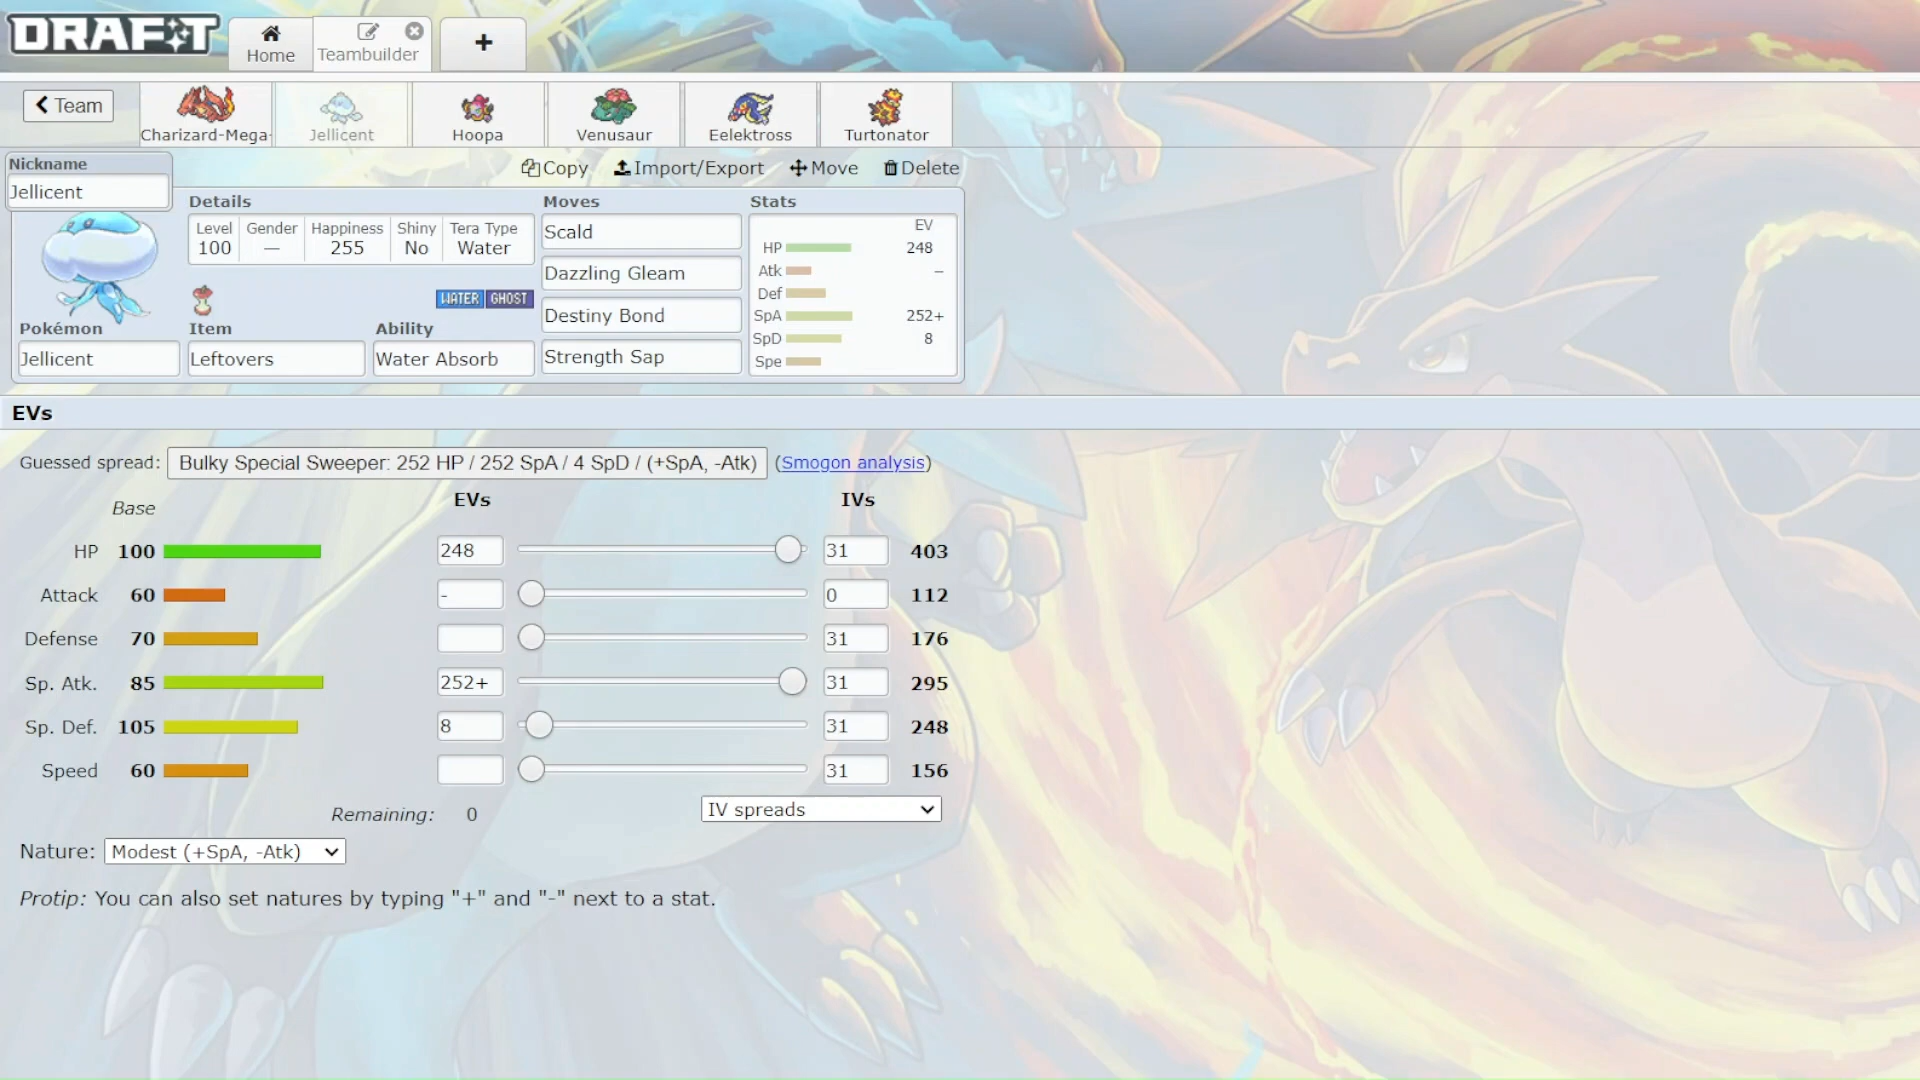 DRAFT
Home
Teambuilder
+
Team
Charizard-Mega-
Jellicent
Hoopa
Venusaur
Eelektross
Turtonator
Nickname
Jellicent
Copy
Import/Export
Move
Delete
Details
Level Gender Happiness Shiny Tera Type
100 — 255 No Water
WATER GHOST
Pokémon
Jellicent
Item
Leftovers
Ability
Water Absorb
Moves
Scald
Dazzling Gleam
Destiny Bond
Strength Sap
Stats
EV
HP 248
Atk –
Def
SpA 252+
SpD 8
Spe
EVs
Guessed spread: Bulky Special Sweeper: 252 HP / 252 SpA / 4 SpD / (+SpA, -Atk) (Smogon analysis)
Base EVs IVs
HP 100 248 31 403
Attack 60 - 0 112
Defense 70 31 176
Sp. Atk. 85 252+ 31 295
Sp. Def. 105 8 31 248
Speed 60 31 156
Remaining: 0 IV spreads
Nature: Modest (+SpA, -Atk)
Protip: You can also set natures by typing "+" and "-" next to a stat.